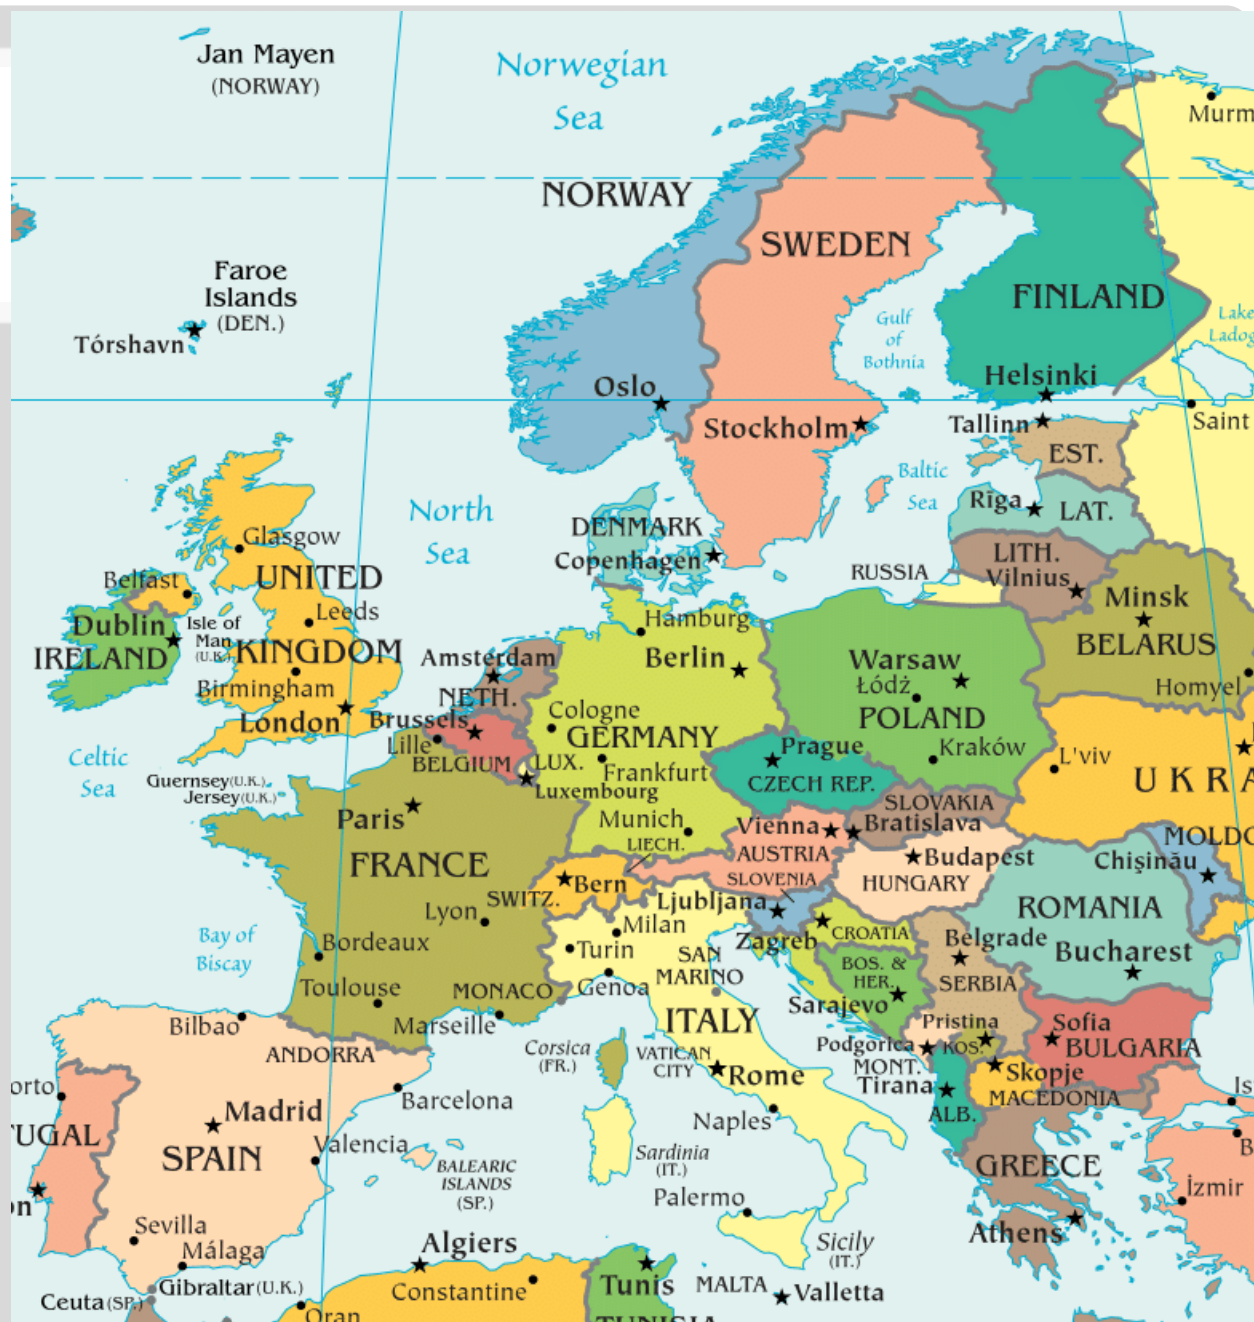 Jan Mayen
(NORWAY)
Norwegian
Sea
Murm
NORWAY
SWEDEN
Faroe
Islands
(DEN.)
Tórshavn
FINLAND
Gulf
of
Bothnia
Lake
Ladog
Oslo
Helsinki
Stockholm
Tallinn
Saint
EST.
Baltic
Sea
Rīga
LAT.
North
Sea
DENMARK
Copenhagen
LITH.
Vilnius
RUSSIA
Glasgow
UNITED
KINGDOM
Belfast
Leeds
Dublin
IRELAND
Isle of
Man
(U.K.)
Birmingham
London
Hamburg
Berlin
Amsterdam
NETH.
Minsk
BELARUS
Homyel
Warsaw
Łódź
POLAND
Kraków
Brussels
Lille
BELGIUM
Cologne
GERMANY
LUX.
Luxembourg
Frankfurt
Prague
CZECH REP.
L'viv
UKRA
Celtic
Sea
Guernsey(U.K.)
Jersey(U.K.)
Paris
FRANCE
Munich
LIECH.
Vienna
AUSTRIA
SLOVAKIA
Bratislava
MOLDO
Chişinău
SLOVENIA
Budapest
HUNGARY
SWITZ.
Bern
Ljubljana
ROMANIA
Bucharest
Lyon
Milan
Turin
Genoa
SAN
MARINO
Zagreb
CROATIA
Belgrade
SERBIA
BOS. &
HER.
Sarajevo
Bay of
Biscay
Bordeaux
Toulouse
MONACO
Marseille
ITALY
Bilbao
ANDORRA
Corsica
(FR.)
VATICAN
CITY
Rome
Podgorica
MONT.
Pristina
KOS.
Sofia
BULGARIA
Skopje
MACEDONIA
Tirana
ALB.
orto
Madrid
Barcelona
TUGAL
SPAIN
Valencia
Naples
Is
B
on
BALEARIC
ISLANDS
(SP.)
Sardinia
(IT.)
GREECE
İzmir
Palermo
Athens
Sevilla
Málaga
Algiers
Sicily
(IT.)
Gibraltar(U.K.)
Ceuta(SP.)
Constantine
Tunis
MALTA
Valletta
Oran
TUNISIA